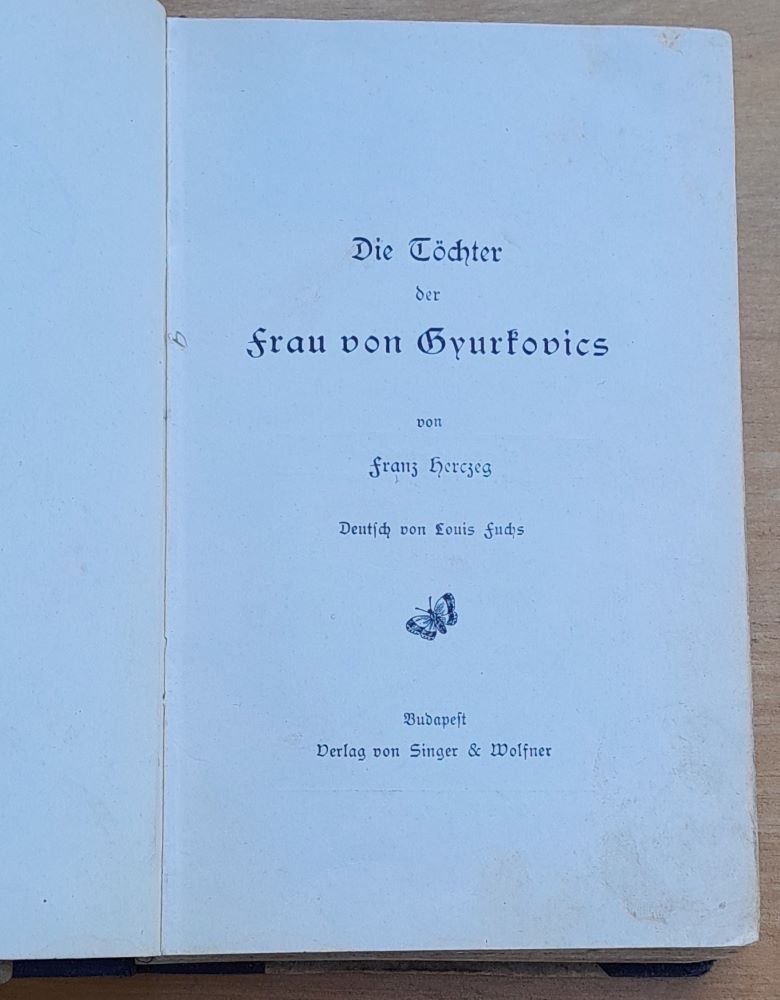 Die Töchter
der
Frau von Gyurkovics
von
Franz Herczeg
Deutſch von Louis Fuchs
Budapeſt
Verlag von Singer & Wolfner